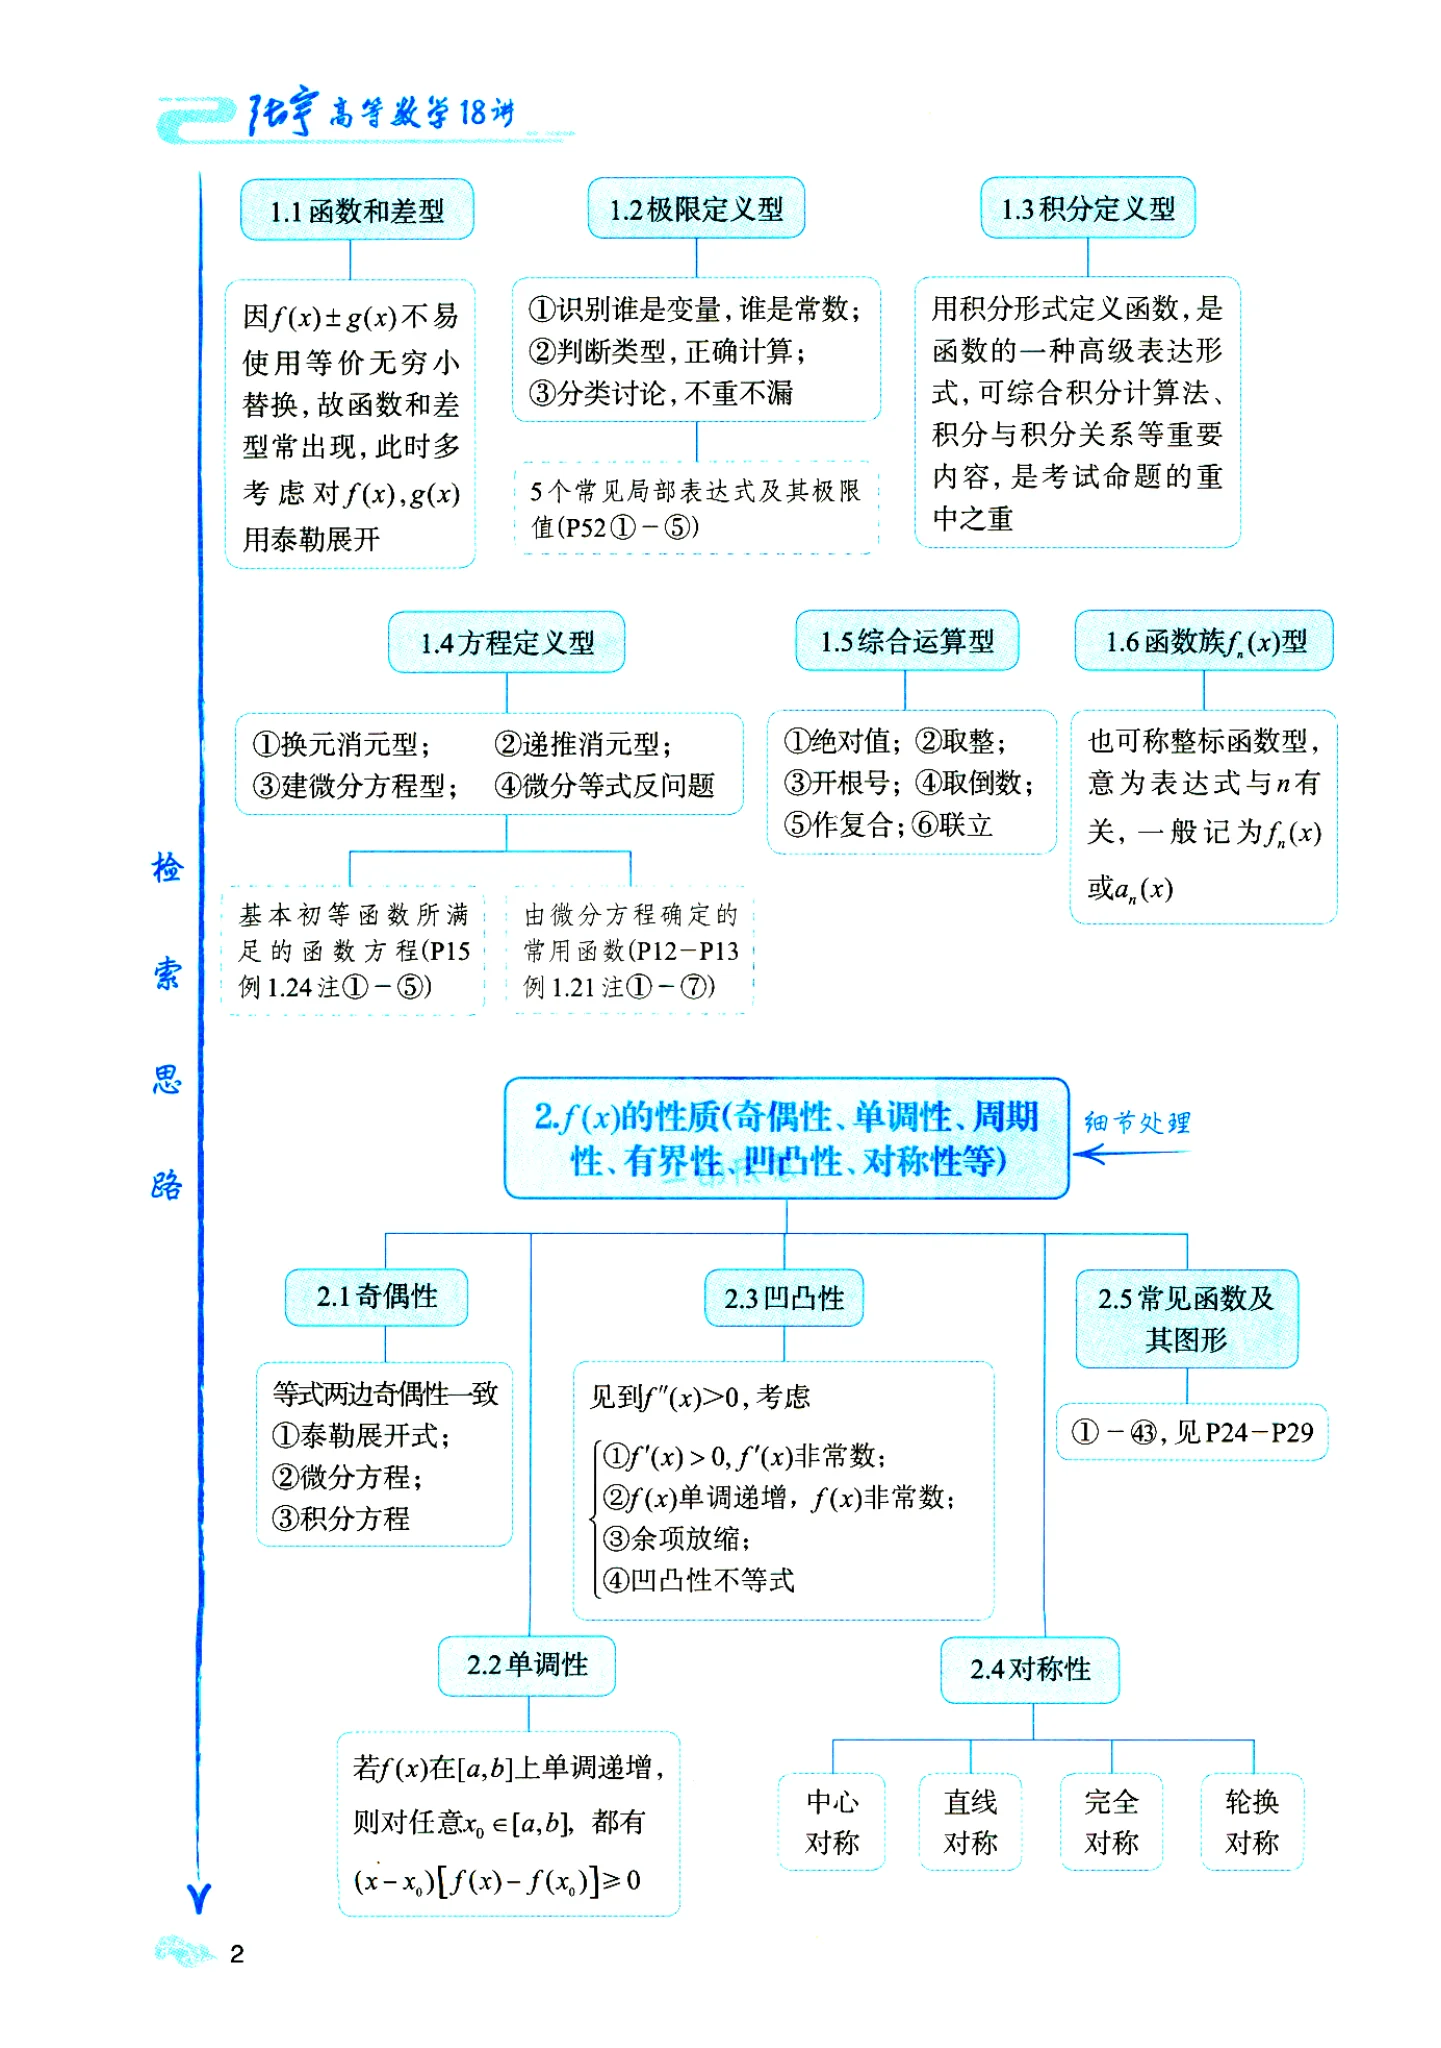 张宇高等数学18讲
1.1函数和差型
因f(x)±g(x)不易
使用等价无穷小
替换,故函数和差
型常出现,此时多
考虑对f(x),g(x)
用泰勒展开
1.2极限定义型
①识别谁是变量,谁是常数;
②判断类型,正确计算;
③分类讨论,不重不漏
5个常见局部表达式及其极限
值(P52①-⑤)
1.3积分定义型
用积分形式定义函数,是
函数的一种高级表达形
式,可综合积分计算法、
积分与积分关系等重要
内容,是考试命题的重
中之重
1.4方程定义型
①换元消元型; ②递推消元型;
③建微分方程型; ④微分等式反问题
基本初等函数所满
足的函数方程(P15
例1.24注①-⑤)
由微分方程确定的
常用函数(P12-P13
例1.21注①-⑦)
1.5综合运算型
①绝对值; ②取整;
③开根号; ④取倒数;
⑤作复合; ⑥联立
1.6函数族fₙ(x)型
也可称整标函数型,
意为表达式与n有
关,一般记为fₙ(x)
或aₙ(x)
检
索
思
路
2.f(x)的性质(奇偶性、单调性、周期
性、有界性、凹凸性、对称性等)
细节处理
2.1奇偶性
等式两边奇偶性一致
①泰勒展开式;
②微分方程;
③积分方程
2.3凹凸性
见到f″(x)>0,考虑
①f′(x)>0,f′(x)非常数;
②f(x)单调递增,f(x)非常数;
③余项放缩;
④凹凸性不等式
2.5常见函数及
其图形
①-㊸,见P24-P29
2.2单调性
若f(x)在[a,b]上单调递增,
则对任意x₀∈[a,b],都有
(x-x₀)[f(x)-f(x₀)]≥0
2.4对称性
中心
对称
直线
对称
完全
对称
轮换
对称
2